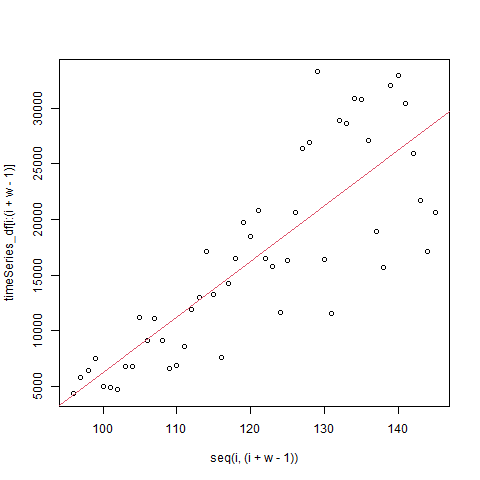 30000
25000
20000
15000
10000
5000
timeSeries_df[i:(i + w - 1)]
100 110 120 130 140
seq(i, (i + w - 1))